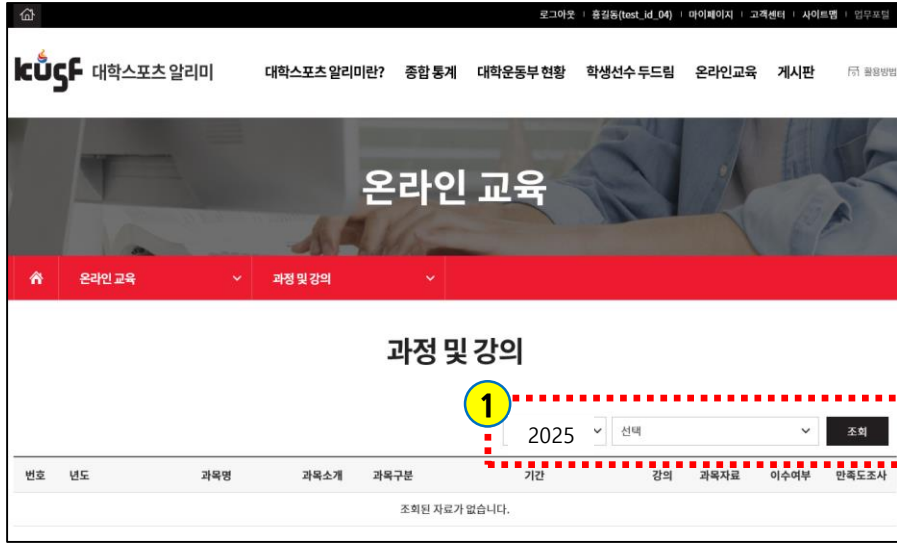 로그아웃 홍길동(test_id_04) 마이페이지 고객센터 사이트맵 업무포털
kusf 대학스포츠 알리미 대학스포츠 알리미란? 종합 통계 대학운동부 현황 학생선수 두드림 온라인교육 게시판 활용방법
온라인 교육
온라인 교육 과정 및 강의
과정 및 강의
1
2025 선택 조회
번호 년도 과목명 과목소개 과목구분 기간 강의 과목자료 이수여부 만족도조사
조회된 자료가 없습니다.